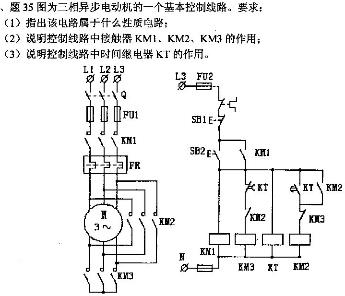 、题35图为三相异步电动机的一个基本控制线路。要求：
（1）指出该电路属于什么性质电路；
（2）说明控制线路中接触器KM1、KM2、KM3的作用；
（3）说明控制线路中时间继电器KT的作用。
L1 L2 L3
Q
FU1
KM1
FR
M
3~
KM2
KM3
L3 FU2
SB1
SB2
KM1
KT
KM2
KT
KM2
KM3
N
KM1
KM3
KT
KM2